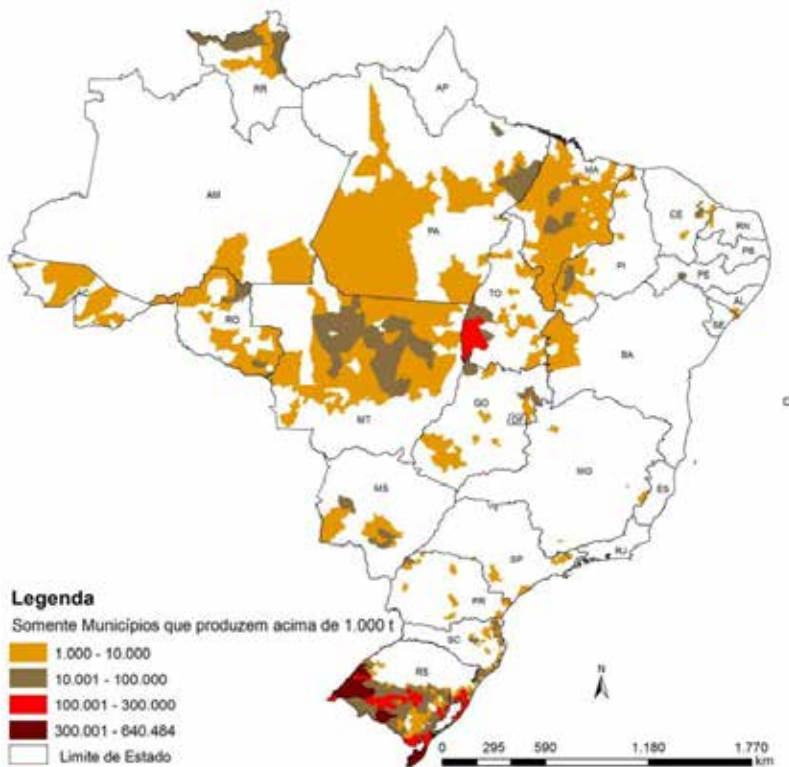 RR
AP
AM
PA
MA
CE
RN
PB
PI
PE
AL
SE
AC
TO
RO
BA
MT
GO
DF
MG
ES
MS
SP
RJ
PR
SC
RS
Legenda
Somente Municípios que produzem acima de 1.000 t
1.000 - 10.000
10.001 - 100.000
100.001 - 300.000
300.001 - 640.484
Limite de Estado
N
0 295 590 1.180 1.770
km